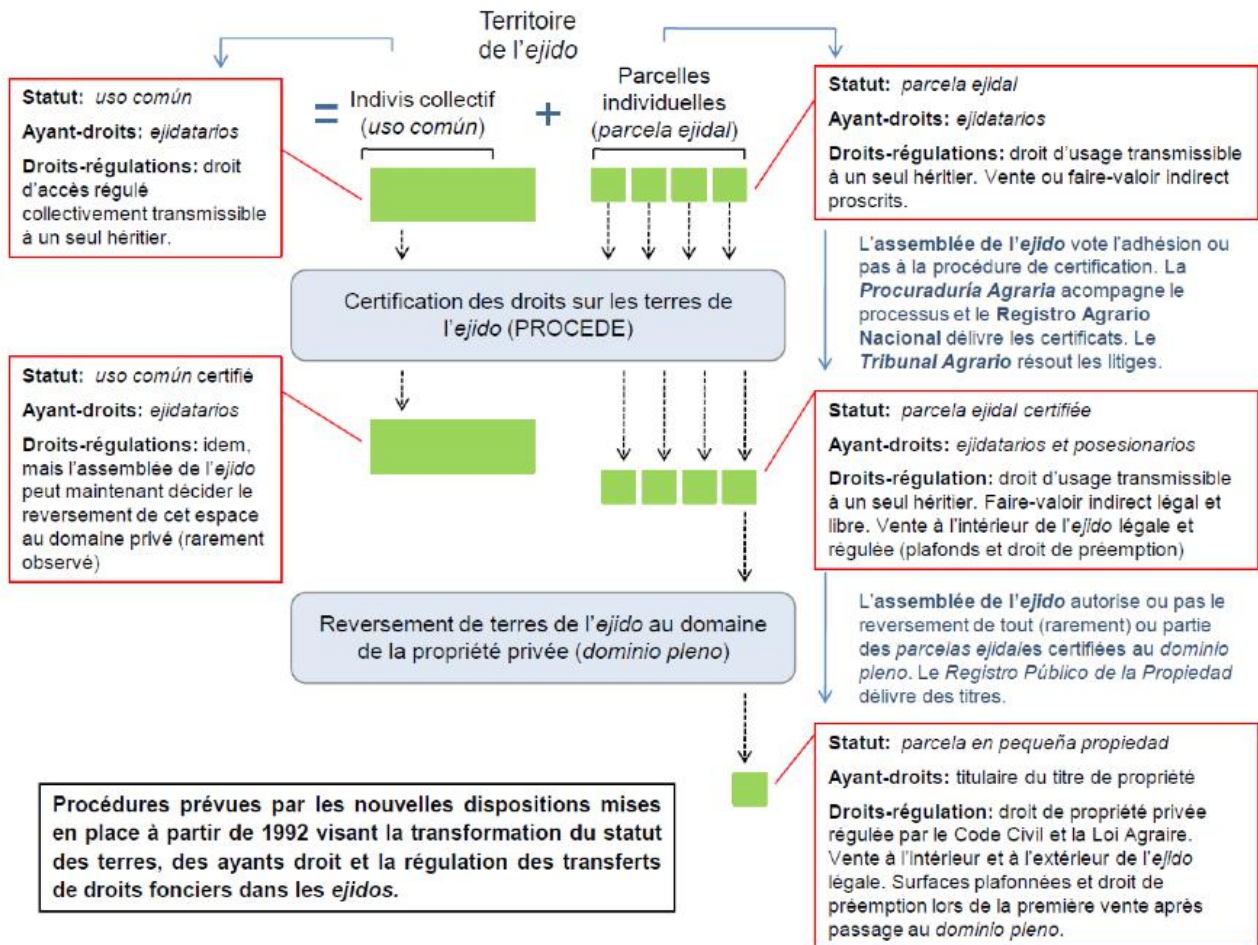 Territoire
de l'ejido
Statut: uso común
Ayant-droits: ejidatarios
Droits-régulations: droit
d'accès régulé
collectivement transmissible
à un seul héritier.
=
Indivis collectif
(uso común)
+
Parcelles
individuelles
(parcela ejidal)
Statut: parcela ejidal
Ayant-droits: ejidatarios
Droits-régulations: droit d'usage transmissible
à un seul héritier. Vente ou faire-valoir indirect
proscrits.
L'assemblée de l'ejido vote l'adhésion ou
pas à la procédure de certification. La
Procuraduría Agraria accompagne le
processus et le Registro Agrario
Nacional délivre les certificats. Le
Tribunal Agrario résout les litiges.
Certification des droits sur les terres de
l'ejido (PROCEDE)
Statut: uso común certifié
Ayant-droits: ejidatarios
Droits-régulations: idem,
mais l'assemblée de l'ejido
peut maintenant décider le
reversement de cet espace
au domaine privé (rarement
observé)
Statut: parcela ejidal certifiée
Ayant-droits: ejidatarios et posesionarios
Droits-régulation: droit d'usage transmissible
à un seul héritier. Faire-valoir indirect légal et
libre. Vente à l'intérieur de l'ejido légale et
régulée (plafonds et droit de préemption)
Reversement de terres de l'ejido au domaine
de la propriété privée (dominio pleno)
L'assemblée de l'ejido autorise ou pas le
reversement de tout (rarement) ou partie
des parcelas ejidales certifiées au dominio
pleno. Le Registro Público de la Propiedad
délivre des titres.
Statut: parcela en pequeña propiedad
Ayant-droits: titulaire du titre de propriété
Droits-régulation: droit de propriété privée
régulée par le Code Civil et la Loi Agraire.
Vente à l'intérieur et à l'extérieur de l'ejido
légale. Surfaces plafonnées et droit de
préemption lors de la première vente après
passage au dominio pleno.
Procédures prévues par les nouvelles dispositions mises
en place à partir de 1992 visant la transformation du statut
des terres, des ayants droit et la régulation des transferts
de droits fonciers dans les ejidos.